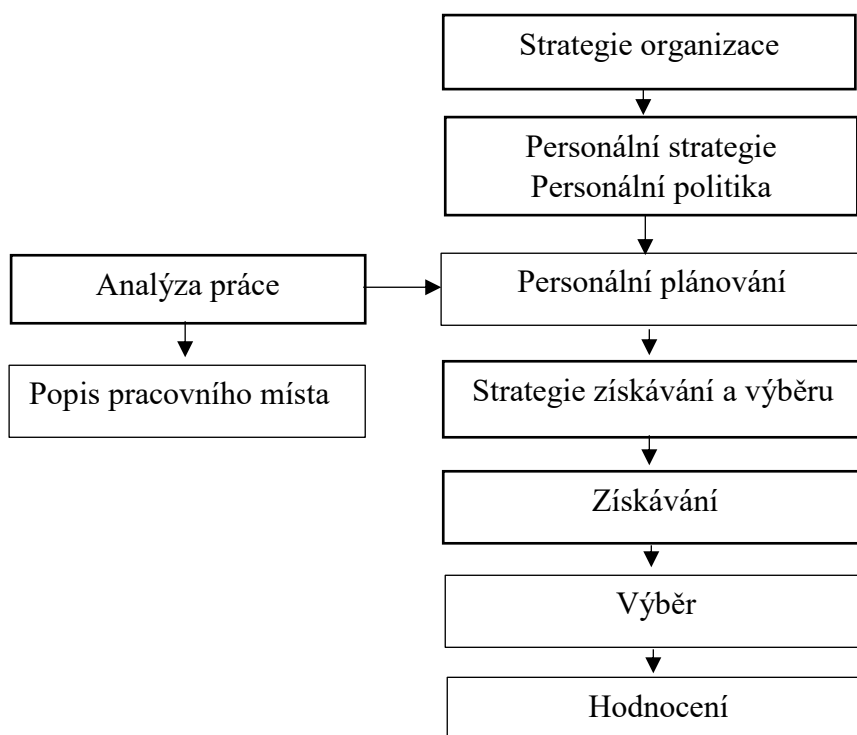 Strategie organizace
Personální strategie
Personální politika
Analýza práce
Personální plánování
Popis pracovního místa
Strategie získávání a výběru
Získávání
Výběr
Hodnocení